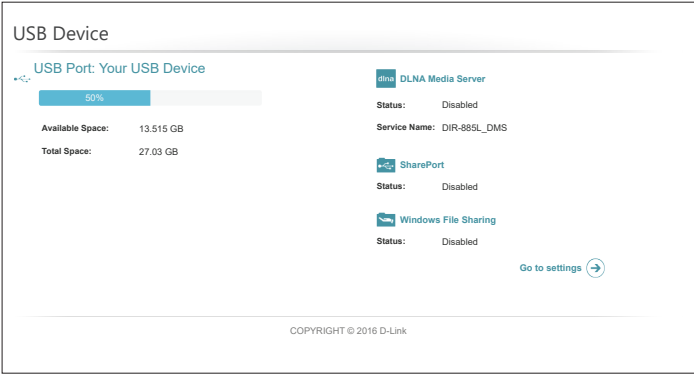 USB Device
USB Port: Your USB Device
50%
Available Space: 13.515 GB
Total Space: 27.03 GB
dlna DLNA Media Server
Status: Disabled
Service Name: DIR-885L_DMS
SharePort
Status: Disabled
Windows File Sharing
Status: Disabled
Go to settings
COPYRIGHT © 2016 D-Link